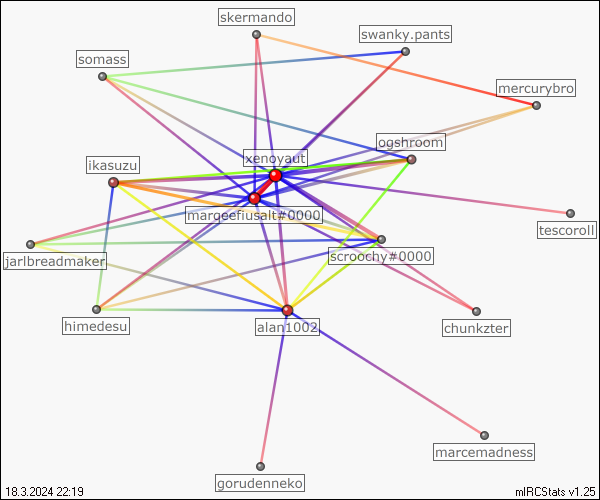 skermando
swanky.pants
somass
mercurybro
ogshroom
xenoyaut
ikasuzu
margeefiusalt#0000
tescoroll
scroochy#0000
jarlbreadmaker
himedesu
alan1002
chunkzter
marcemadness
gorudenneko
18.3.2024 22:19
mIRCStats v1.25